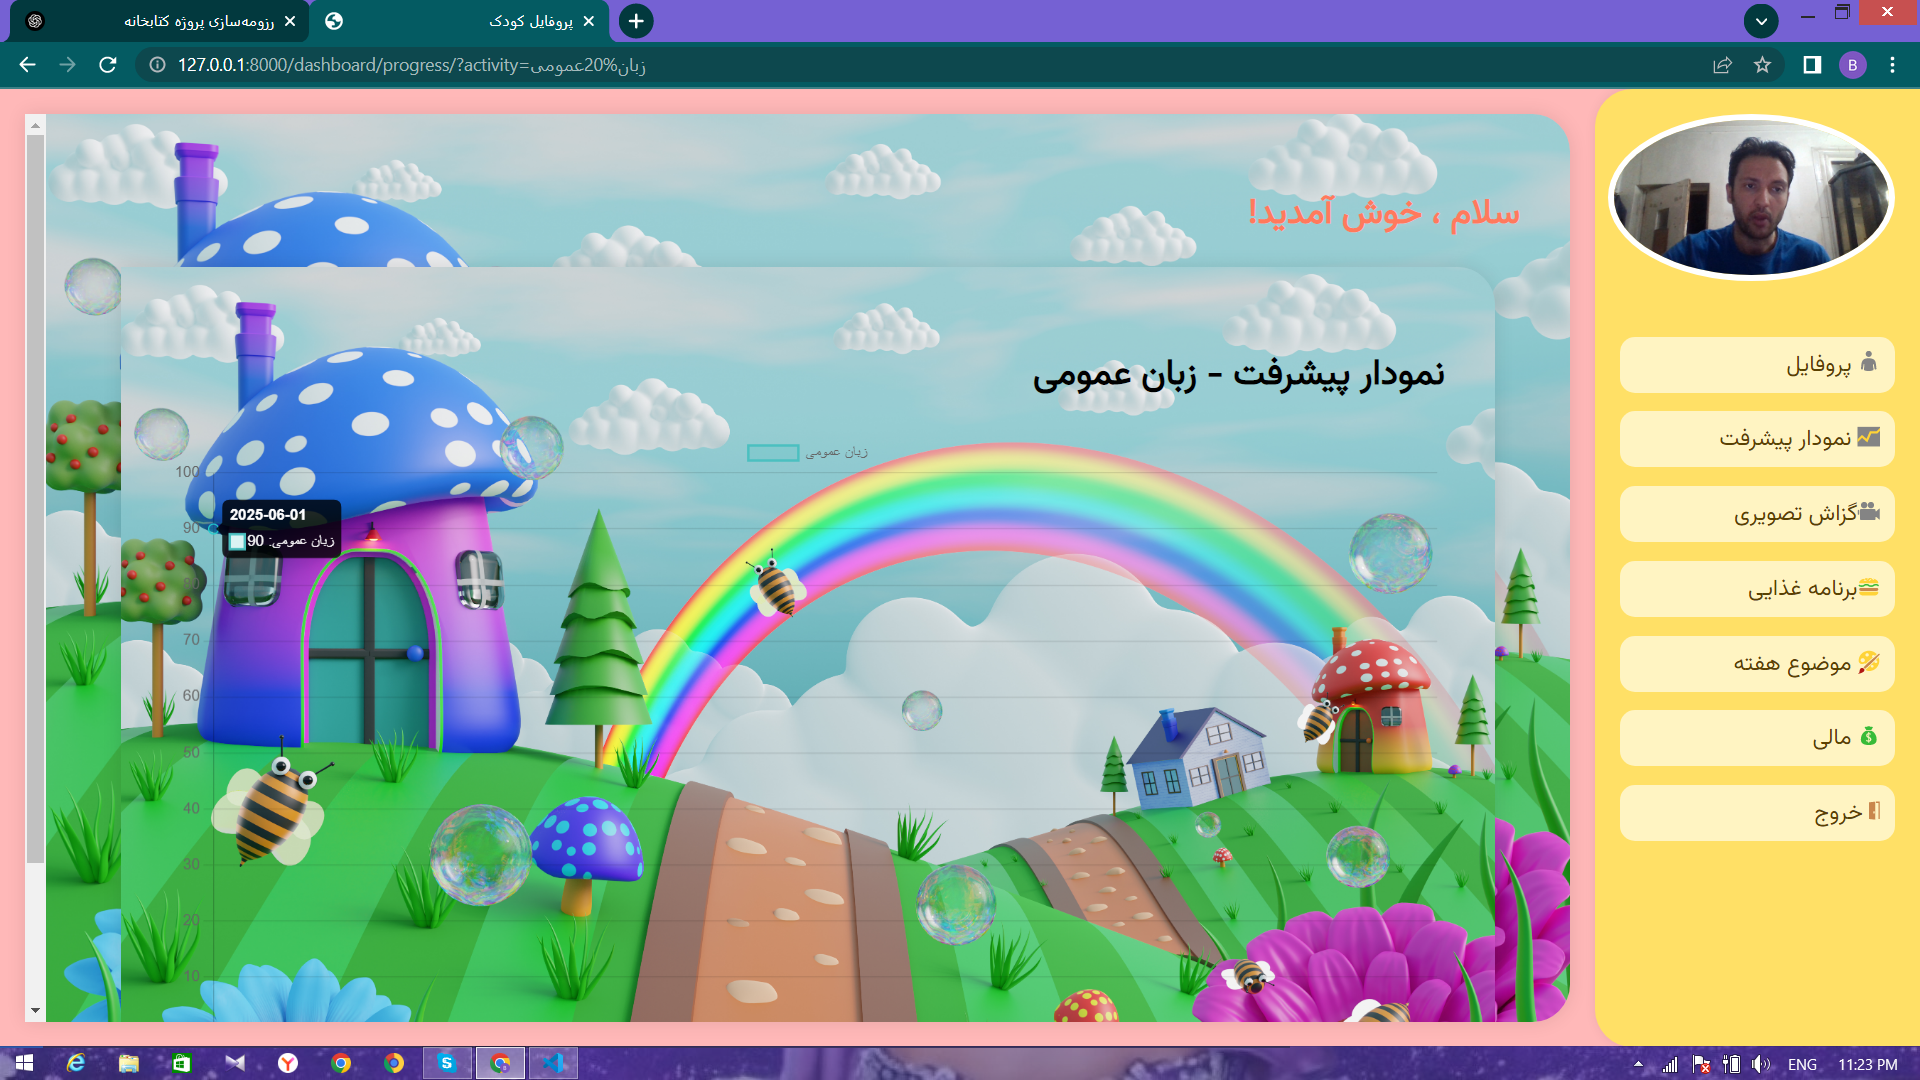 رزومه‌سازی پروژه کتابخانه
پروفایل کودک
127.0.0.1:8000/dashboard/progress/?activity=زبان%20عمومی
B
سلام ، خوش آمدید!
نمودار پیشرفت - زبان عمومی
زبان عمومی
100
90
80
70
60
50
40
30
20
10
2025-06-01
زبان عمومی: 90
پروفایل
نمودار پیشرفت
گزاش تصویری
برنامه غذایی
موضوع هفته
مالی
خروج
ENG
11:23 PM